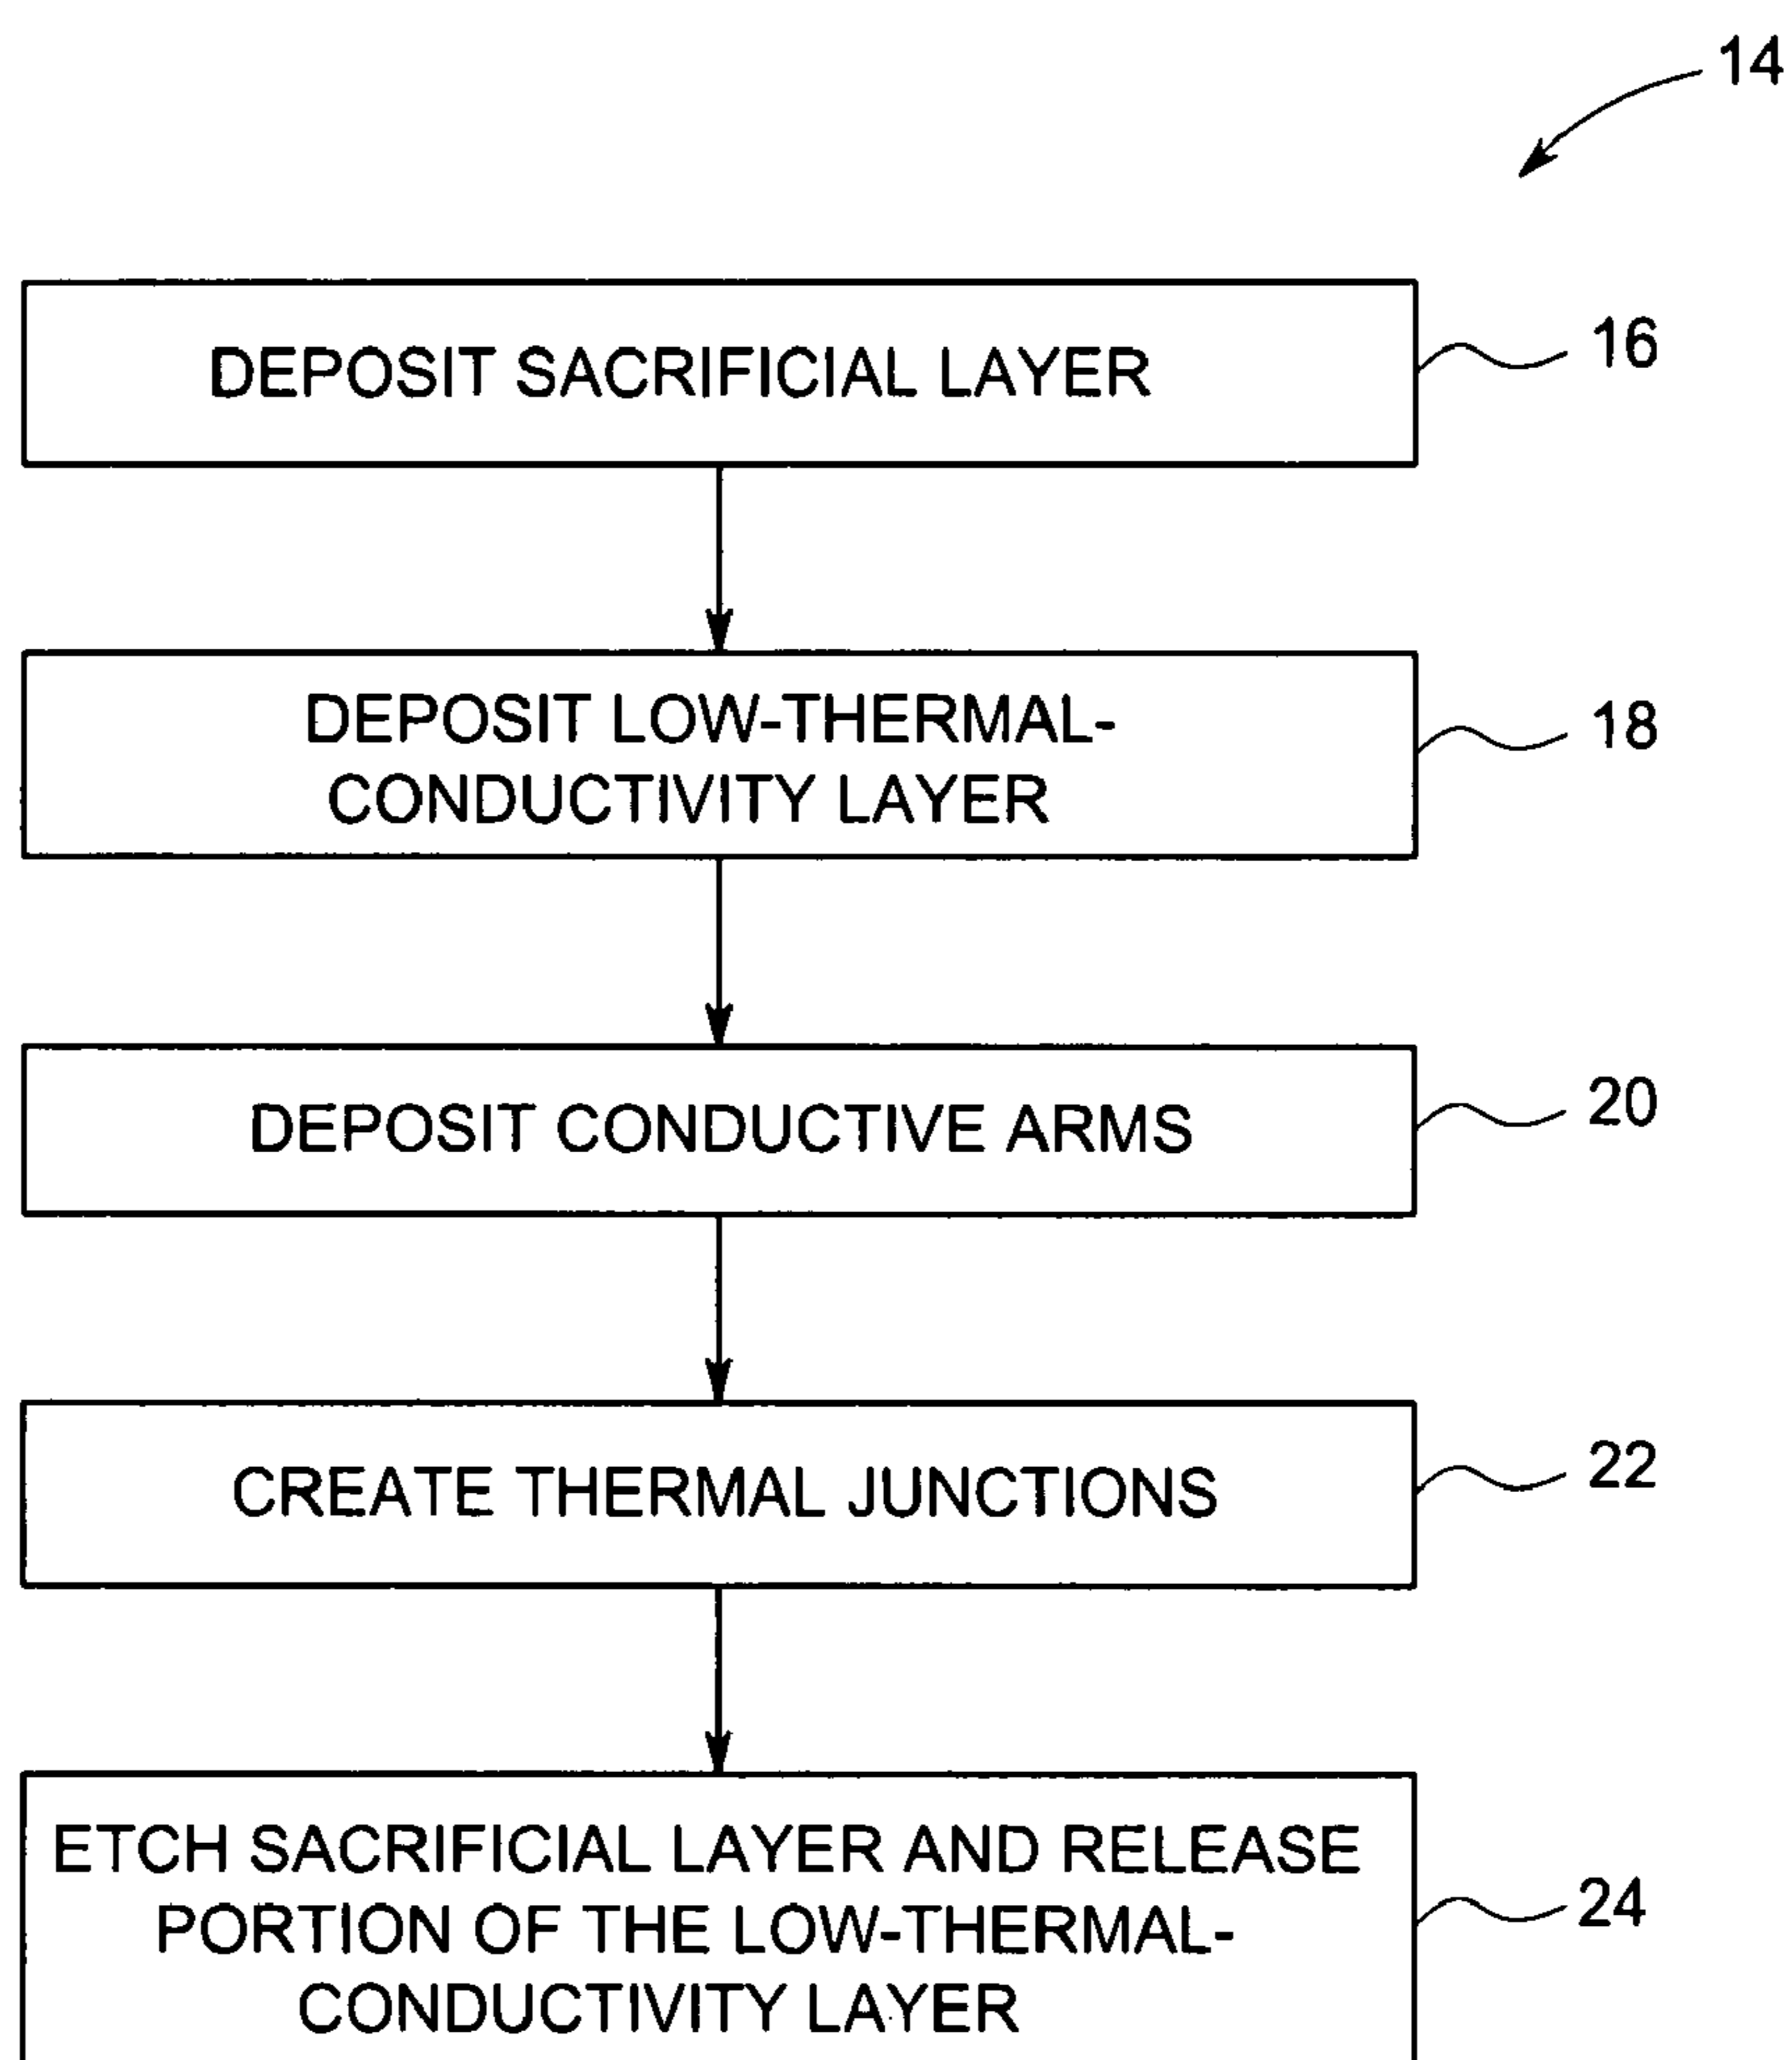 14
DEPOSIT SACRIFICIAL LAYER
16
DEPOSIT LOW-THERMAL-
CONDUCTIVITY LAYER
18
DEPOSIT CONDUCTIVE ARMS
20
CREATE THERMAL JUNCTIONS
22
ETCH SACRIFICIAL LAYER AND RELEASE
PORTION OF THE LOW-THERMAL-
CONDUCTIVITY LAYER
24